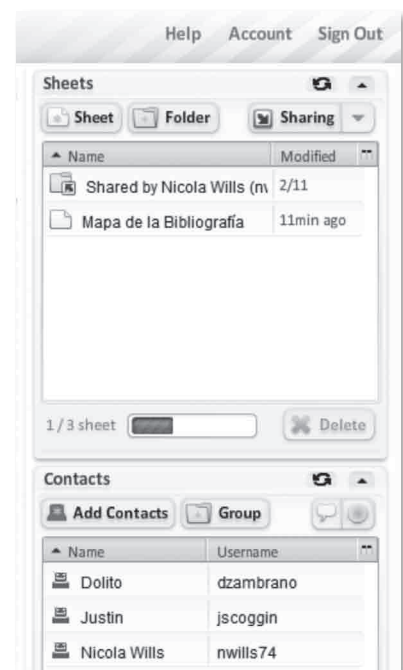 Help Account Sign Out
Sheets
Sheet Folder Sharing
Name Modified
Shared by Nicola Wills (nv 2/11
Mapa de la Bibliografía 11min ago
1/3 sheet Delete
Contacts
Add Contacts Group
Name Username
Dolito dzambrano
Justin jscoggin
Nicola Wills nwills74